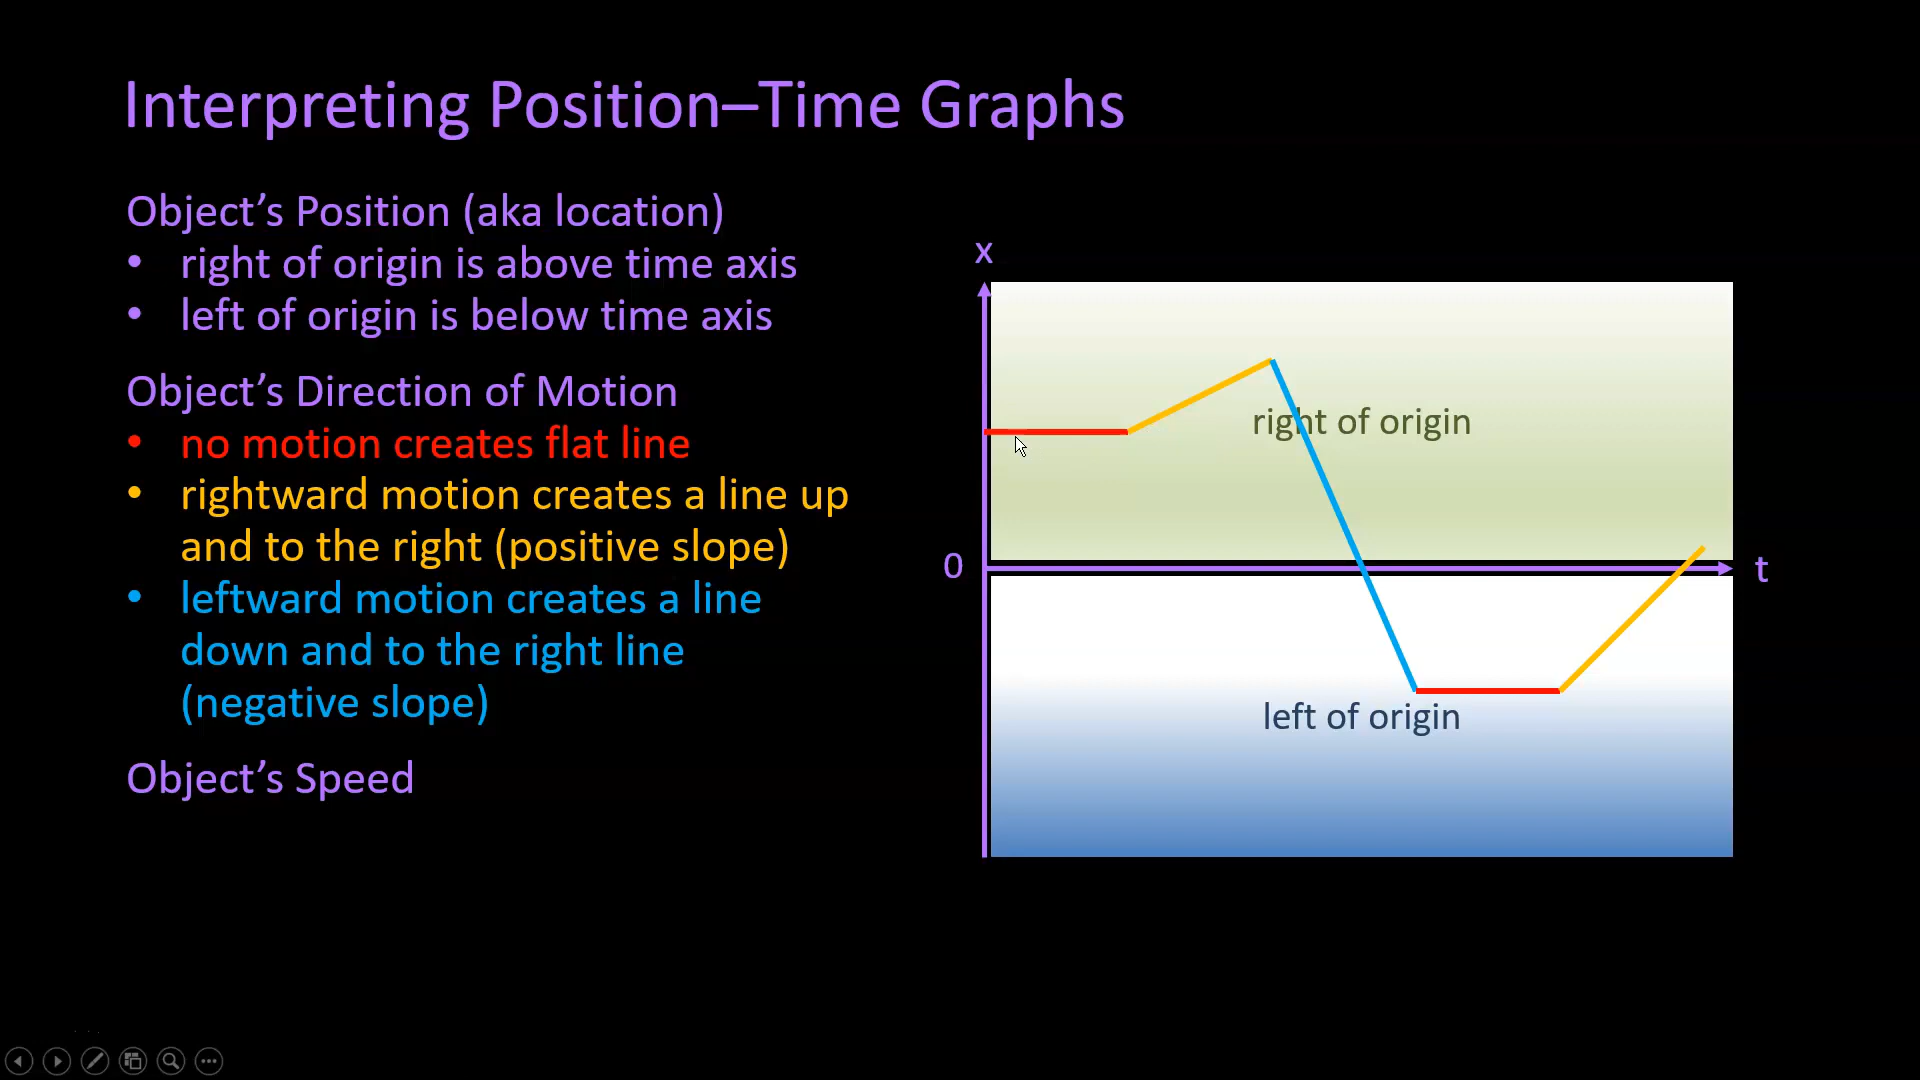 Interpreting Position–Time Graphs
Object’s Position (aka location)
• right of origin is above time axis
• left of origin is below time axis
Object’s Direction of Motion
• no motion creates flat line
• rightward motion creates a line up
and to the right (positive slope)
• leftward motion creates a line
down and to the right line
(negative slope)
Object’s Speed
x
right of origin
0
t
left of origin